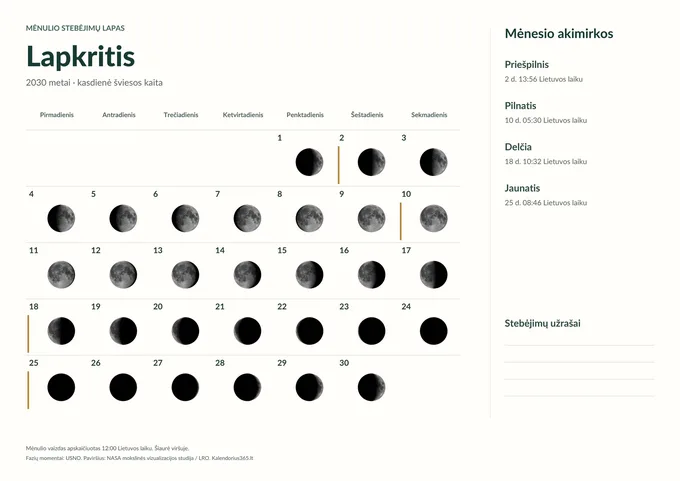 MĖNULIO STEBĖJIMŲ LAPAS
Lapkritis
2030 metai · kasdienė šviesos kaita
Pirmadienis Antradienis Trečiadienis Ketvirtadienis Penktadienis Šeštadienis Sekmadienis
1 2 3
4 5 6 7 8 9 10
11 12 13 14 15 16 17
18 19 20 21 22 23 24
25 26 27 28 29 30
Mėnesio akimirkos
Priešpilnis
2 d. 13:56 Lietuvos laiku
Pilnatis
10 d. 05:30 Lietuvos laiku
Delčia
18 d. 10:32 Lietuvos laiku
Jaunatis
25 d. 08:46 Lietuvos laiku
Stebėjimų užrašai
Mėnulio vaizdas apskaičiuotas 12:00 Lietuvos laiku. Šiaurė viršuje.
Fazių momentai: USNO. Paviršius: NASA mokslinės vizualizacijos studija / LRO. Kalendorius365.lt